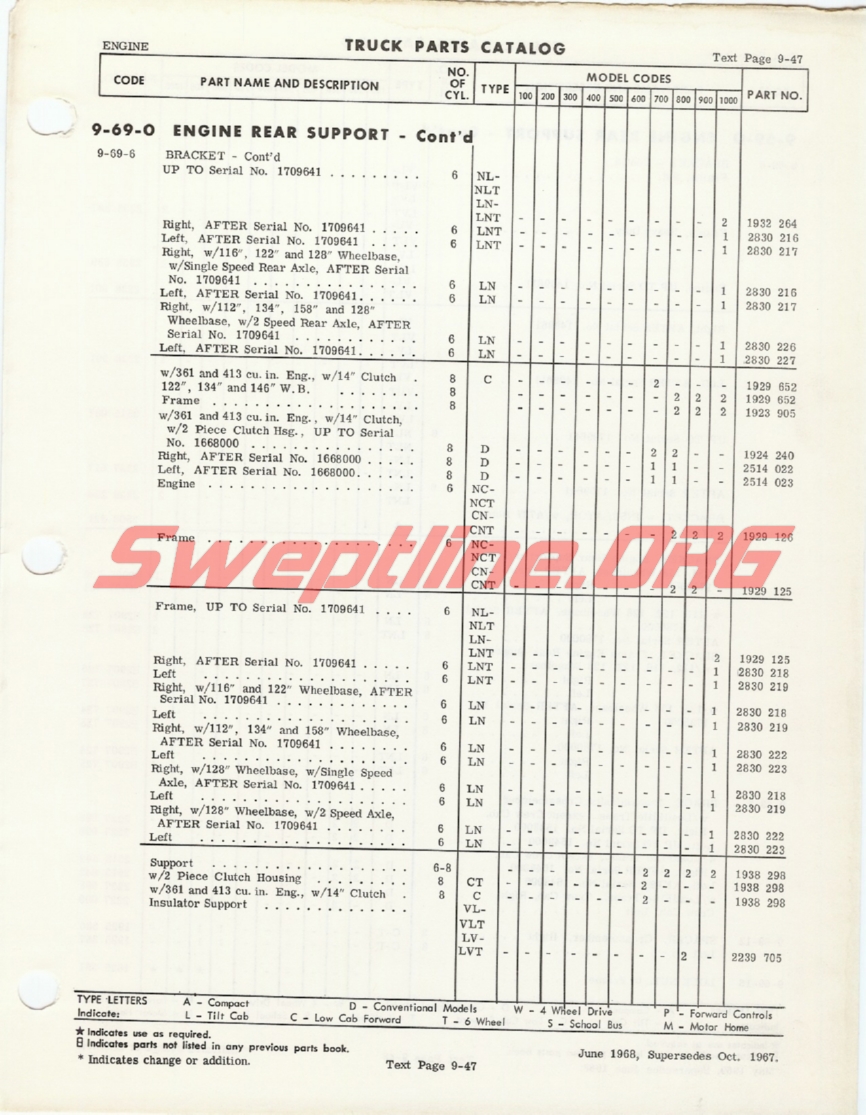 ENGINE TRUCK PARTS CATALOG Text Page 9-47
CODE PART NAME AND DESCRIPTION NO. OF CYL. TYPE MODEL CODES PART NO.
100 200 300 400 500 600 700 800 900 1000
9-69-0 ENGINE REAR SUPPORT - Cont'd
9-69-6 BRACKET - Cont'd
UP TO Serial No. 1709641 . . . . . . . . . 6 NL-
NLT
LN-
LNT - - - - - - - - - 2 1932 264
Right, AFTER Serial No. 1709641 . . . . . 6 LNT - - - - - - - - - 1 2830 216
Left, AFTER Serial No. 1709641 . . . . . 6 LNT - - - - - - - - - 1 2830 217
Right, w/116", 122" and 128" Wheelbase,
w/Single Speed Rear Axle, AFTER Serial
No. 1709641 . . . . . . . . . . . . . . . . 6 LN - - - - - - - - - 1 2830 216
Left, AFTER Serial No. 1709641. . . . . . 6 LN - - - - - - - - - 1 2830 217
Right, w/112", 134", 158" and 128"
Wheelbase, w/2 Speed Rear Axle, AFTER
Serial No. 1709641 . . . . . . . . . . . . 6 LN - - - - - - - - - 1 2830 226
Left, AFTER Serial No. 1709641. . . . . . 6 LN - - - - - - - - - 1 2830 227
w/361 and 413 cu. in. Eng., w/14" Clutch . 8 C - - - - - - 2 - - - 1929 652
122", 134" and 146" W.B. . . . . . . . . 8 - - - - - - - 2 2 2 1929 652
Frame . . . . . . . . . . . . . . . . . . . . 8 - - - - - - - 2 2 2 1923 905
w/361 and 413 cu. in. Eng., w/14" Clutch,
w/2 Piece Clutch Hsg., UP TO Serial
No. 1668000 . . . . . . . . . . . . . . . . 8 D - - - - - - 2 2 - - 1924 240
Right, AFTER Serial No. 1668000 . . . . . 8 D - - - - - - 1 1 - - 2514 022
Left, AFTER Serial No. 1668000. . . . . . 8 D - - - - - - 1 1 - - 2514 023
Engine . . . . . . . . . . . . . . . . . . . . 6 NC-
NCT
CN-
CNT - - - - - - - 2 2 2 1929 126
Frame . . . . . . . . . . . . . . . . . . . . 6 NC-
NCT
CN-
CNT - - - - - - - 2 2 - 1929 125
Sweptline.ORG
Frame, UP TO Serial No. 1709641 . . . . 6 NL-
NLT
LN-
LNT - - - - - - - - - 2 1929 125
Right, AFTER Serial No. 1709641 . . . . . 6 LNT - - - - - - - - - 1 2830 218
Left . . . . . . . . . . . . . . . . . . . . 6 LNT - - - - - - - - - 1 2830 219
Right, w/116" and 122" Wheelbase, AFTER
Serial No. 1709641 . . . . . . . . . . . . . 6 LN - - - - - - - - - 1 2830 218
Left . . . . . . . . . . . . . . . . . . . . 6 LN - - - - - - - - - 1 2830 219
Right, w/112", 134" and 158" Wheelbase,
AFTER Serial No. 1709641 . . . . . . . . 6 LN - - - - - - - - - 1 2830 222
Left . . . . . . . . . . . . . . . . . . . . 6 LN - - - - - - - - - 1 2830 223
Right, w/128" Wheelbase, w/Single Speed
Axle, AFTER Serial No. 1709641 . . . . . 6 LN - - - - - - - - - 1 2830 218
Left . . . . . . . . . . . . . . . . . . . . 6 LN - - - - - - - - - 1 2830 219
Right, w/128" Wheelbase, w/2 Speed Axle,
AFTER Serial No. 1709641 . . . . . . . . 6 LN - - - - - - - - - 1 2830 222
Left . . . . . . . . . . . . . . . . . . . . 6 LN - - - - - - - - - 1 2830 223
Support . . . . . . . . . . . . . . . . . . 6-8 - - - - - - 2 2 2 2 1938 298
w/2 Piece Clutch Housing . . . . . . . . . 8 CT - - - - - - 2 - - - 1938 298
w/361 and 413 cu. in. Eng., w/14" Clutch . 8 C - - - - - - 2 - - - 1938 298
Insulator Support . . . . . . . . . . . . . . VL-
VLT
LV-
LVT - - - - - - - - 2 - 2239 705
TYPE LETTERS A - Compact D - Conventional Models W - 4 Wheel Drive P - Forward Controls
Indicate: L - Tilt Cab C - Low Cab Forward T - 6 Wheel S - School Bus M - Motor Home
★ Indicates use as required.
θ Indicates parts not listed in any previous parts book.
* Indicates change or addition.
Text Page 9-47
June 1968, Supersedes Oct. 1967.